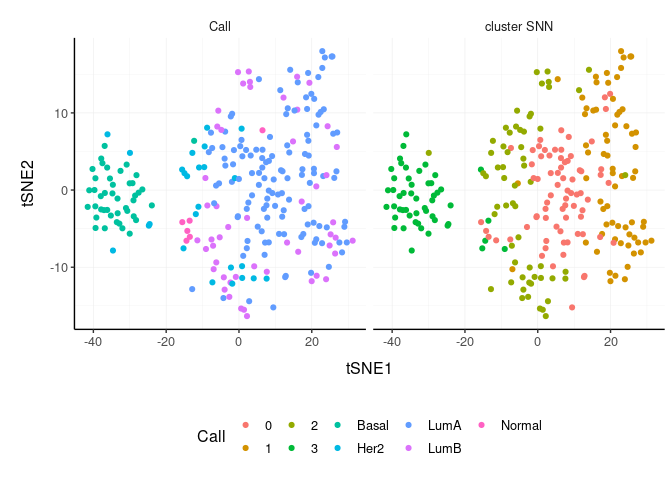 Call cluster SNN
10
0
-10
tSNE2
-40 -20 0 20 -40 -20 0 20
tSNE1
Call 0 2 Basal LumA Normal
1 3 Her2 LumB